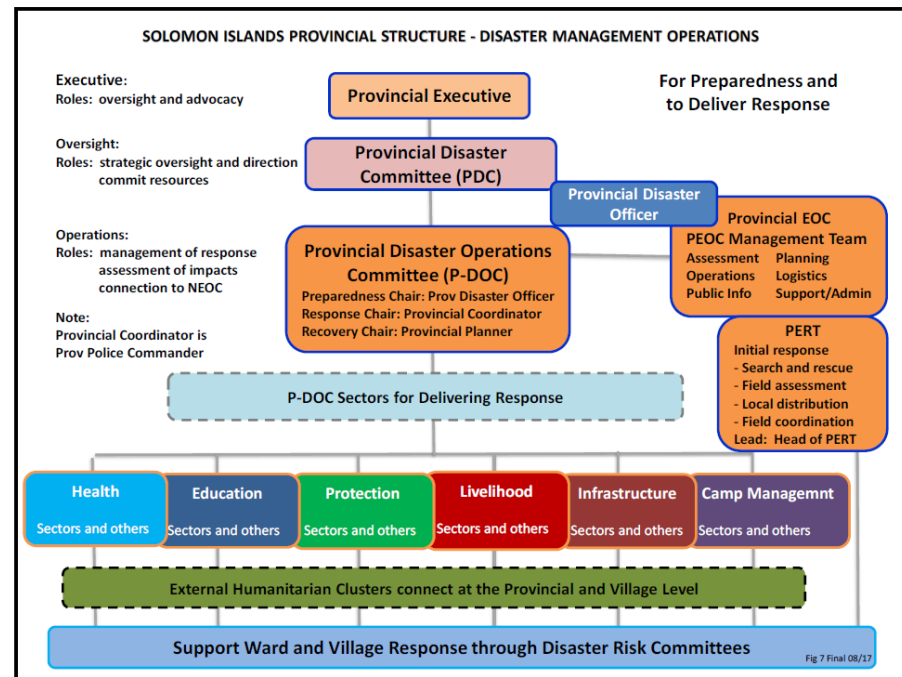 SOLOMON ISLANDS PROVINCIAL STRUCTURE - DISASTER MANAGEMENT OPERATIONS
Executive:
Roles: oversight and advocacy
Provincial Executive
For Preparedness and
to Deliver Response
Oversight:
Roles: strategic oversight and direction
commit resources
Provincial Disaster
Committee (PDC)
Provincial Disaster
Officer
Operations:
Roles: management of response
assessment of impacts
connection to NEOC
Note:
Provincial Coordinator is
Prov Police Commander
Provincial Disaster Operations
Committee (P-DOC)
Preparedness Chair: Prov Disaster Officer
Response Chair: Provincial Coordinator
Recovery Chair: Provincial Planner
Provincial EOC
PEOC Management Team
Assessment Planning
Operations Logistics
Public Info Support/Admin
PERT
Initial response
- Search and rescue
- Field assessment
- Local distribution
- Field coordination
Lead: Head of PERT
P-DOC Sectors for Delivering Response
Health
Sectors and others
Education
Sectors and others
Protection
Sectors and others
Livelihood
Sectors and others
Infrastructure
Sectors and others
Camp Managemnt
Sectors and others
External Humanitarian Clusters connect at the Provincial and Village Level
Support Ward and Village Response through Disaster Risk Committees
Fig 7 Final 08/17